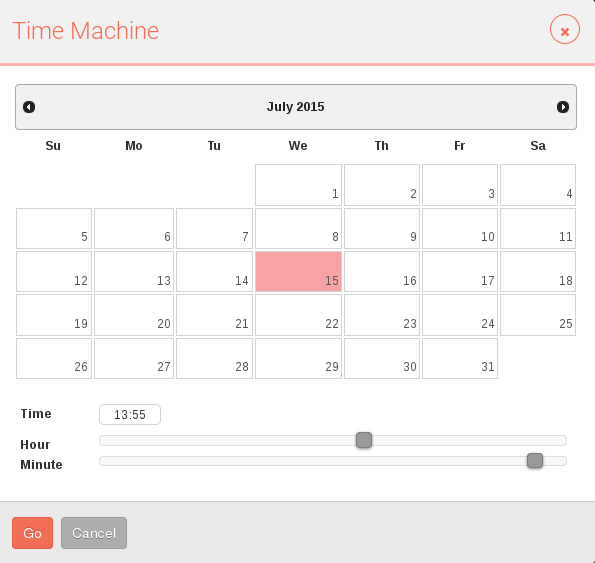 Time Machine
July 2015
Su Mo Tu We Th Fr Sa
1 2 3 4
5 6 7 8 9 10 11
12 13 14 15 16 17 18
19 20 21 22 23 24 25
26 27 28 29 30 31
Time 13:55
Hour
Minute
Go Cancel